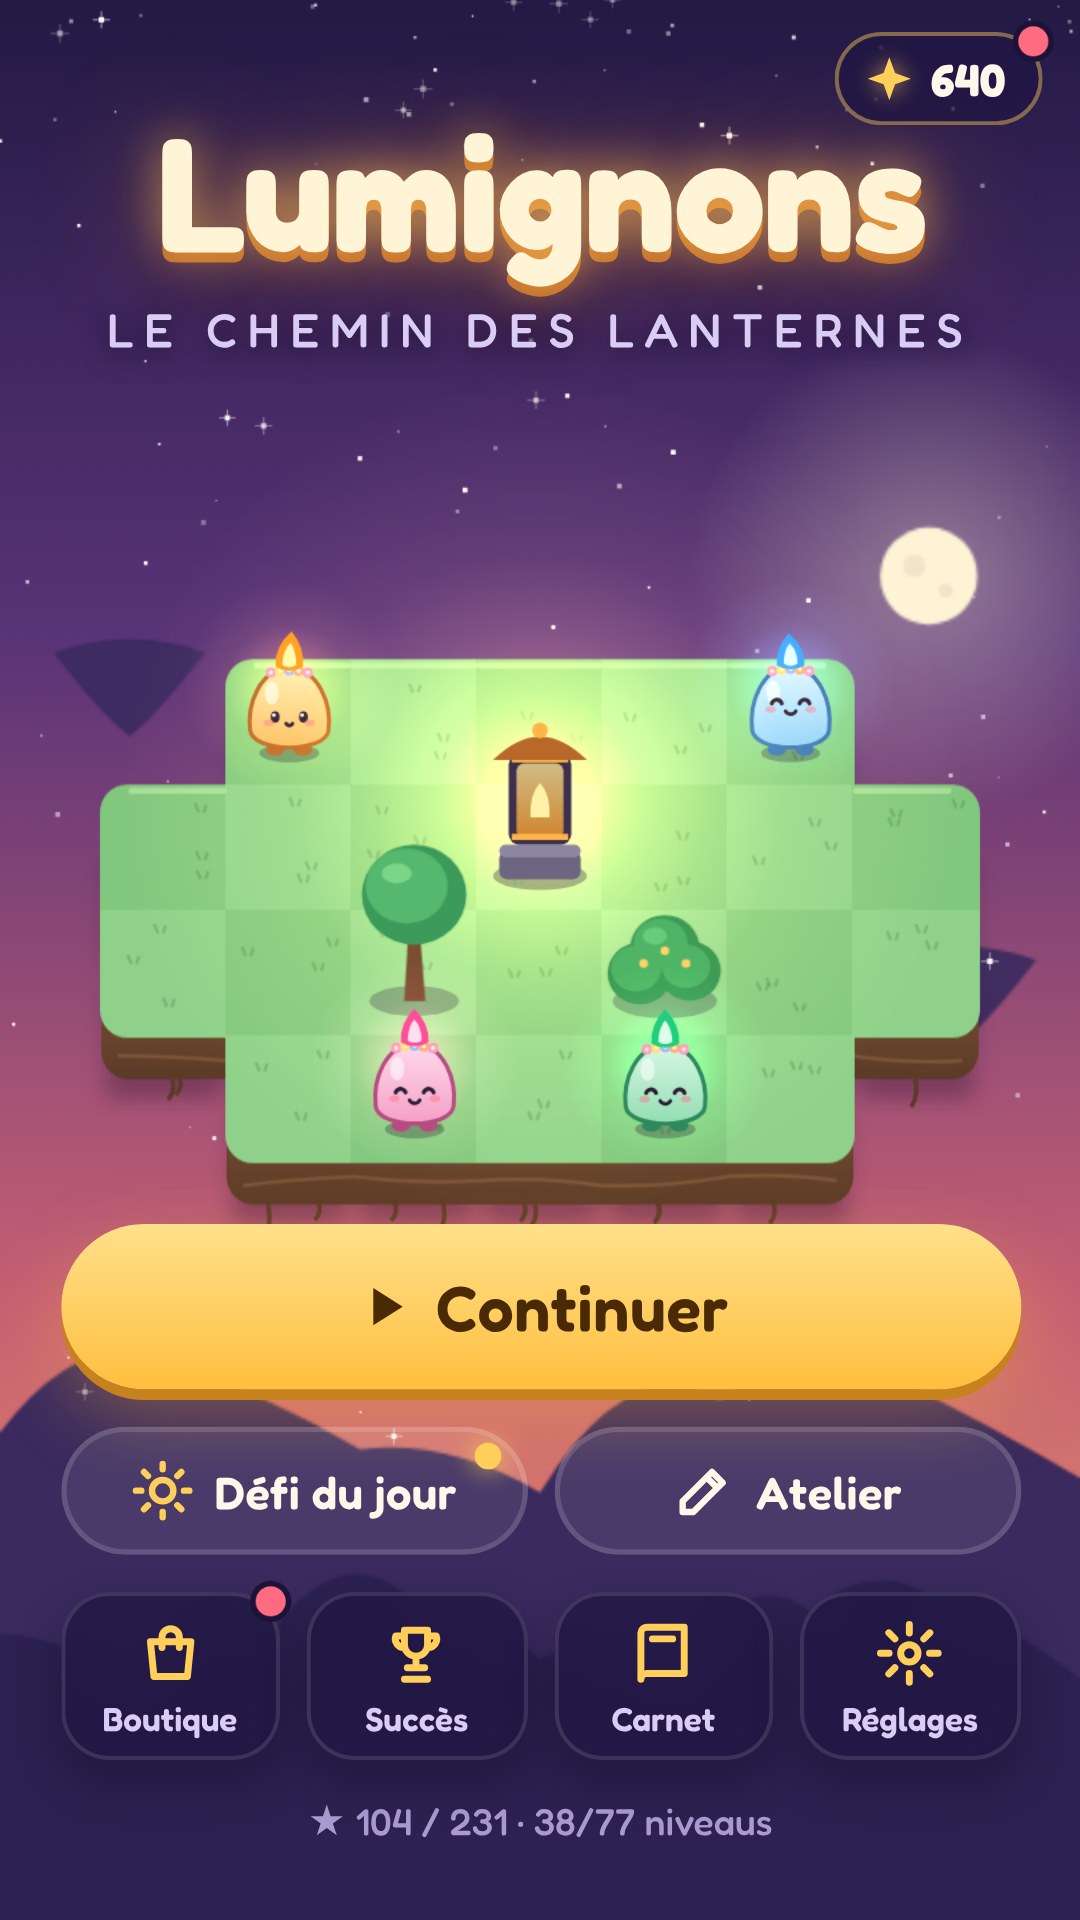 640
Lumignons
LE CHEMIN DES LANTERNES
Continuer
Défi du jour
Atelier
Boutique
Succès
Carnet
Réglages
★ 104 / 231 · 38/77 niveaus